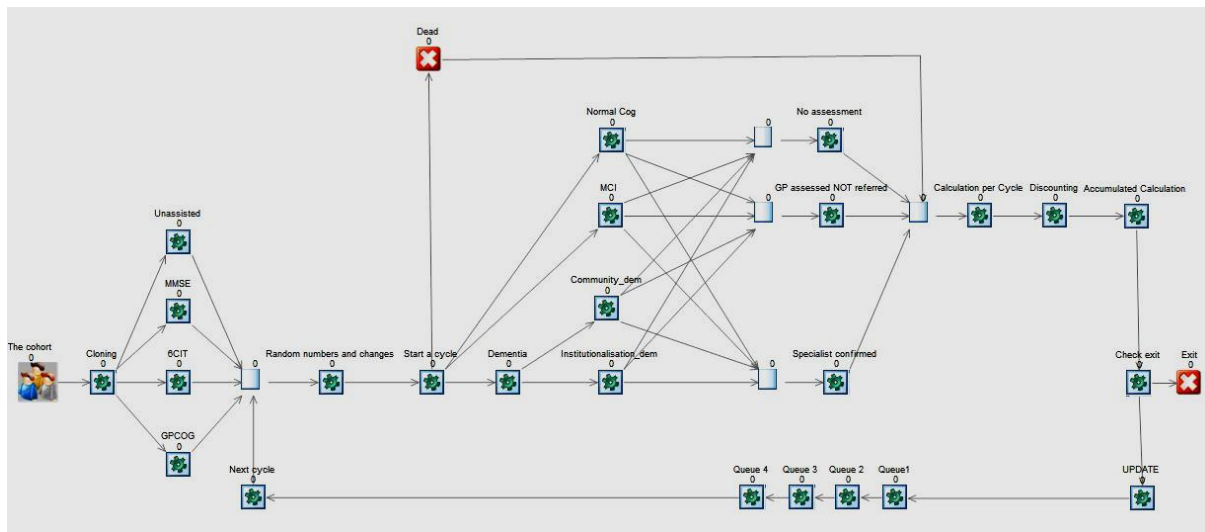 Dead
0
Normal Cog
0
0
No assessment
0
MCI
0
GP assessed NOT referred
0
0
0
Calculation per Cycle
0
Discounting
0
Accumulated Calculation
0
Unassisted
0
MMSE
0
Community_dem
0
The cohort
0
Cloning
0
6CIT
0
0
Random numbers and changes
0
Start a cycle
0
Dementia
0
Institutionalisation_dem
0
0
Specialist confirmed
0
Check exit
0
Exit
0
GPCOG
0
Next cycle
0
Queue 4
0
Queue 3
0
Queue 2
0
Queue1
0
UPDATE
0